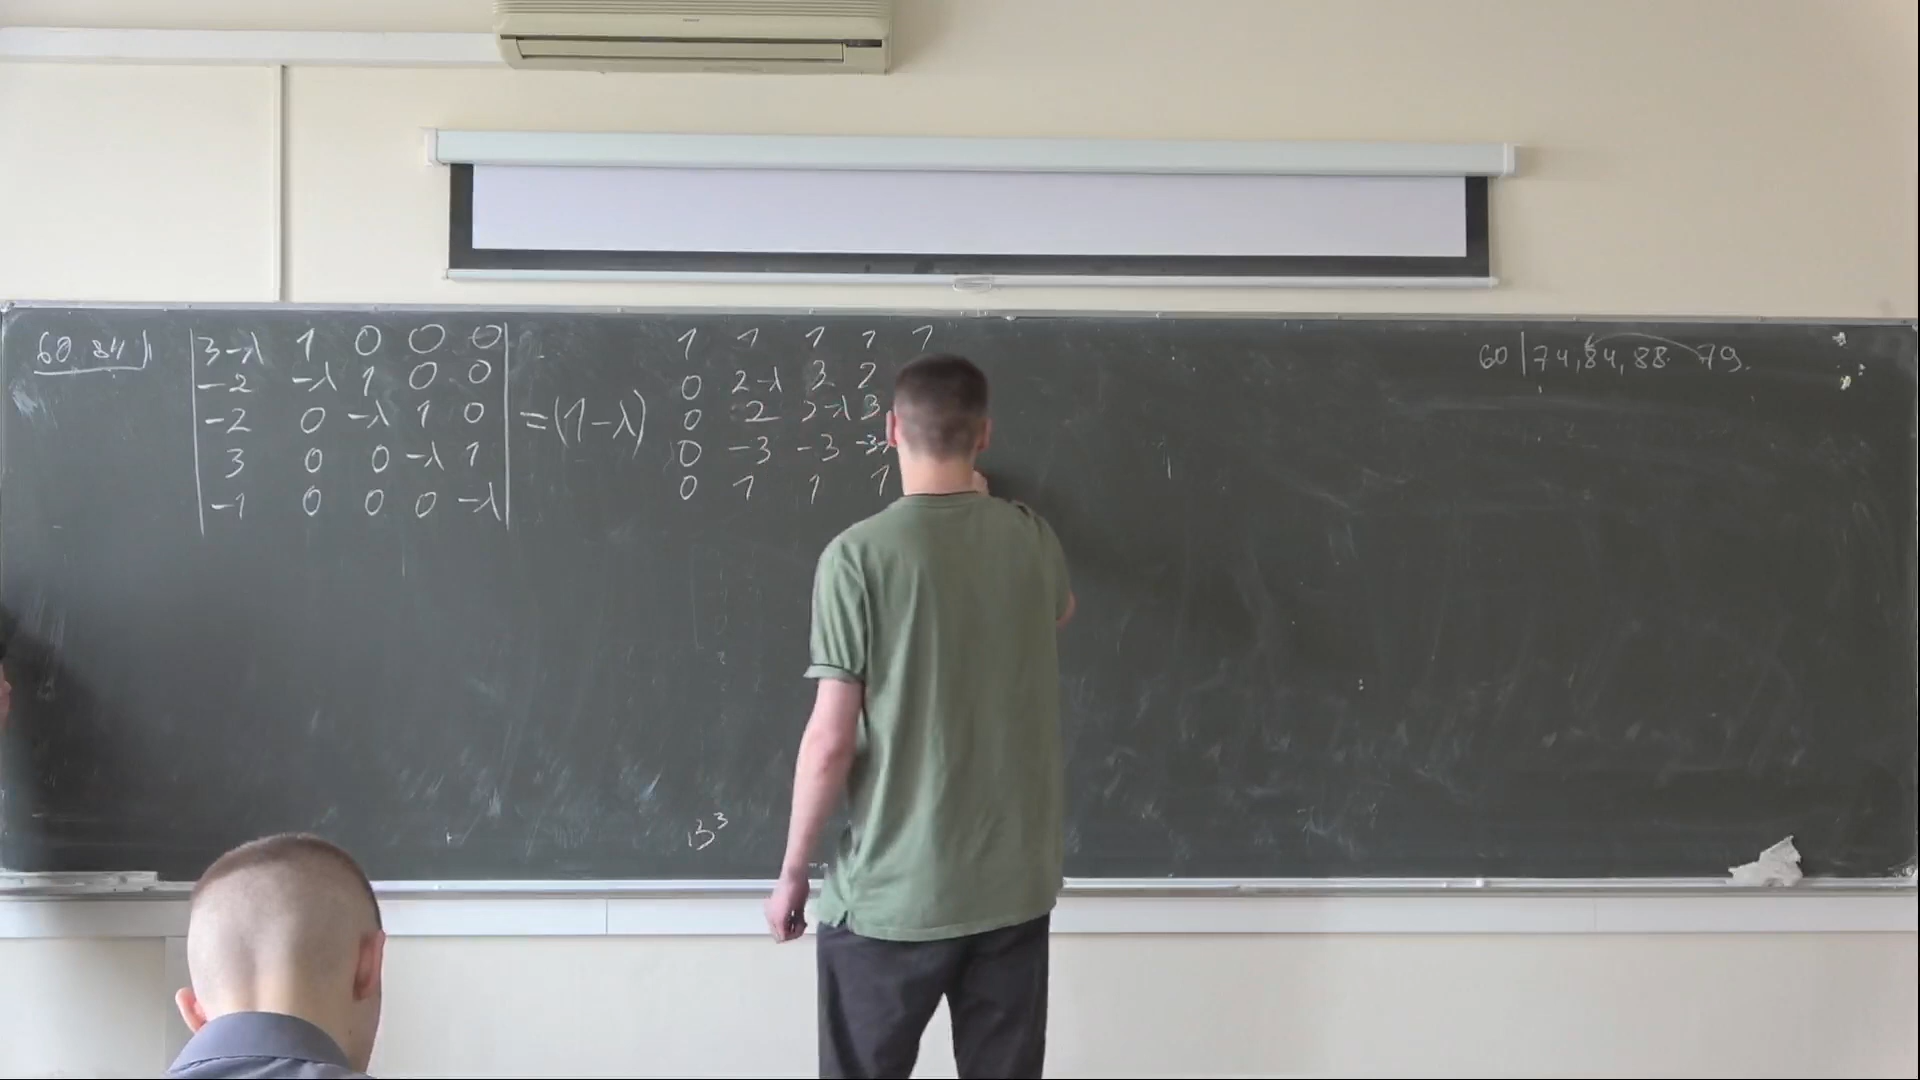 60.84)
3-λ 1 0 0 0
-2 -λ 1 0 0
-2 0 -λ 1 0
3 0 0 -λ 1
-1 0 0 0 -λ
=(1-λ)
1 1 1 1 1
0 2-λ 3 2
0 2 3-λ 3
0 -3 -3 -3-
0 1 1 1
60 | 74, 84, 88. 79.